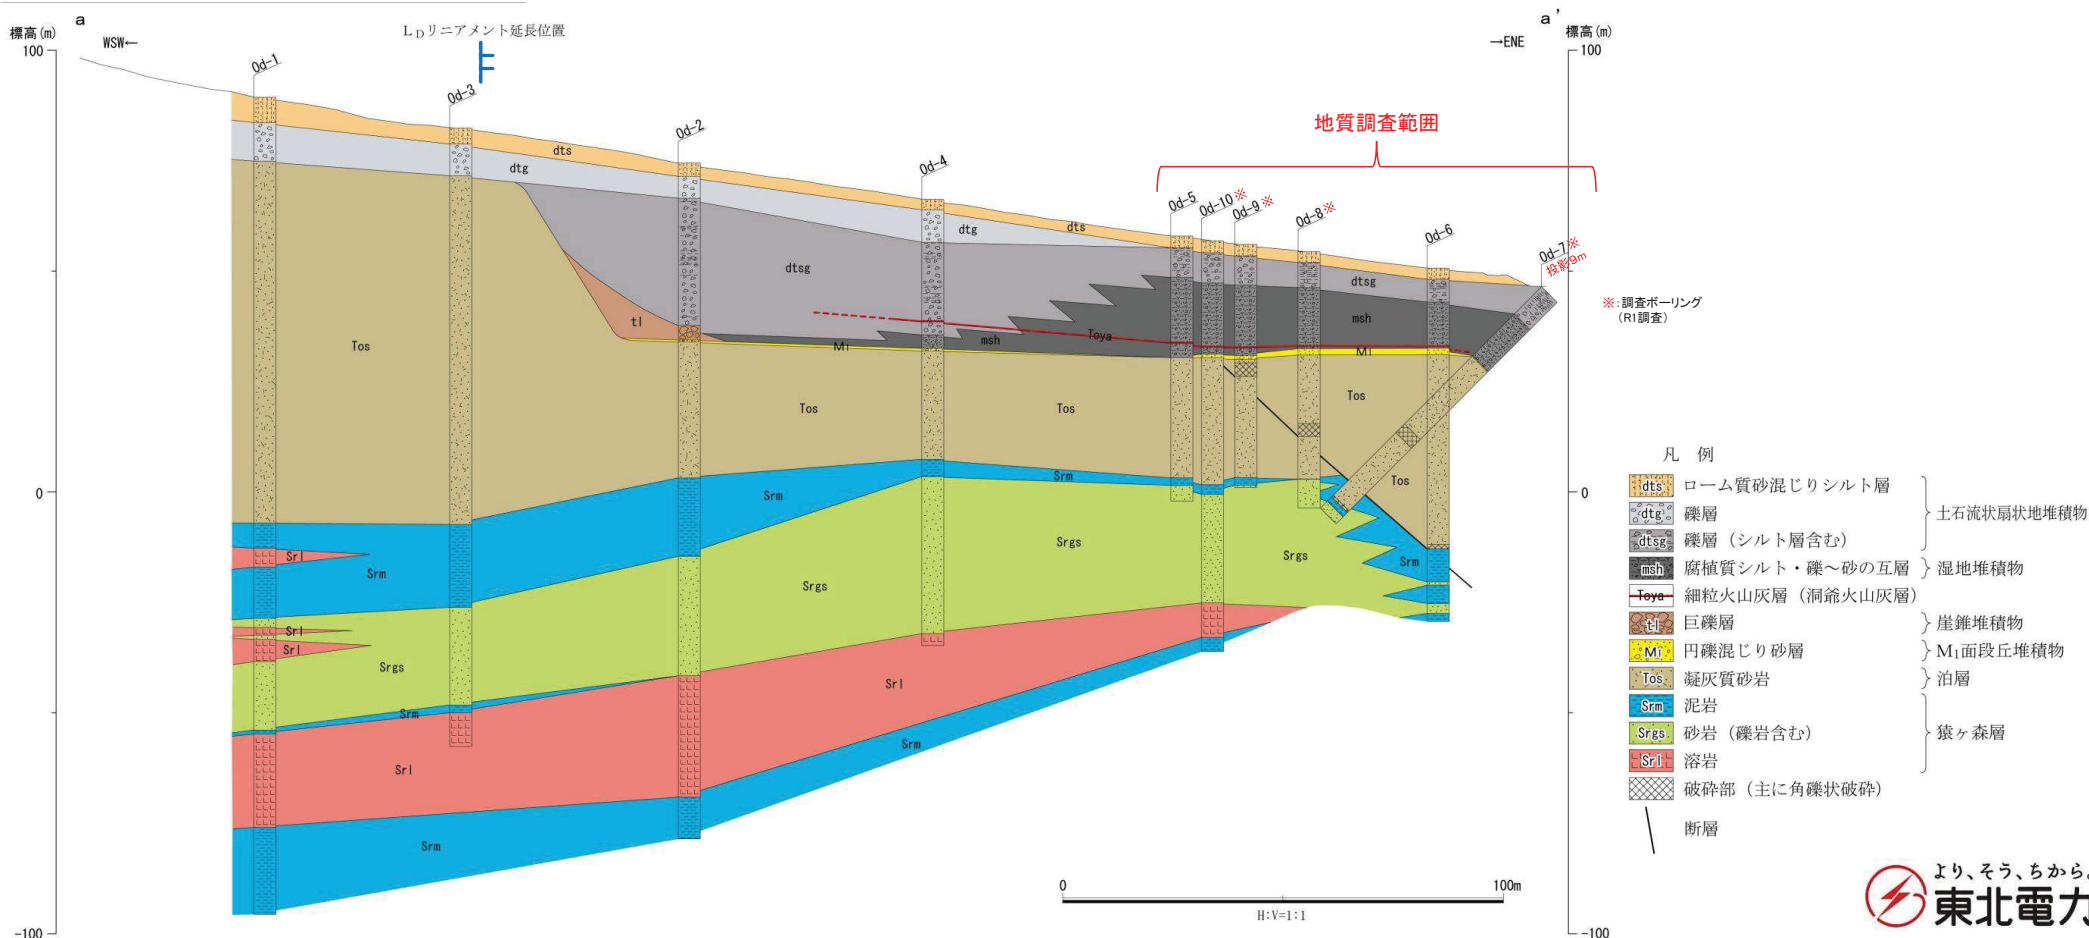 a
a'
標高(m)
標高(m)
WSW←
→ENE
LDリニアメント延長位置
100
100
0
0
-100
-100
Od-1
Od-3
Od-2
Od-4
Od-5
Od-10※
Od-9※
Od-8※
Od-6
Od-7※
投影9m
地質調査範囲
※:調査ボーリング
(R1調査)
dts
dtg
dtg
dts
dtsg
dtsg
tl
Toya
msh
msh
M1
M1
Tos
Tos
Tos
Tos
Tos
Srm
Srm
Srl
Srm
Srm
Srl
Srl
Srgs
Srgs
Srgs
Srgs
Srm
Srl
Srl
Srm
Srm
0
100m
H:V=1:1
凡 例
dts ローム質砂混じりシルト層
dtg 礫層
土石流状扇状地堆積物
dtsg 礫層(シルト層含む)
msh 腐植質シルト・礫~砂の互層 湿地堆積物
Toya 細粒火山灰層(洞爺火山灰層)
tl 巨礫層 崖錐堆積物
M1 円礫混じり砂層 M1面段丘堆積物
Tos 凝灰質砂岩 泊層
Srm 泥岩
Srgs 砂岩(礫岩含む) 猿ヶ森層
Srl 溶岩
破砕部(主に角礫状破砕)
断層
より、そう、ちから。
東北電力